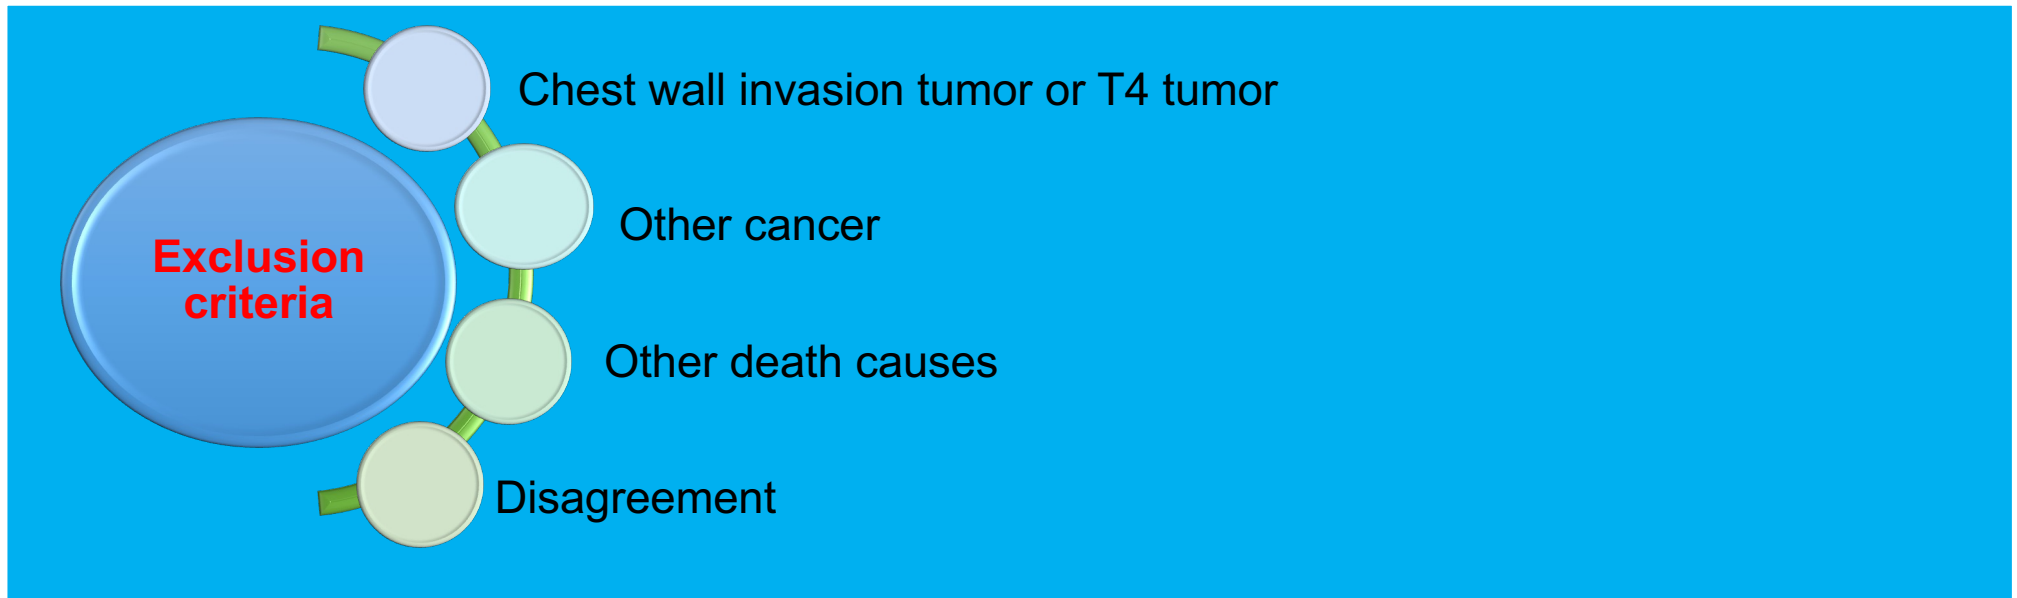 Exclusion
criteria
Chest wall invasion tumor or T4 tumor
Other cancer
Other death causes
Disagreement